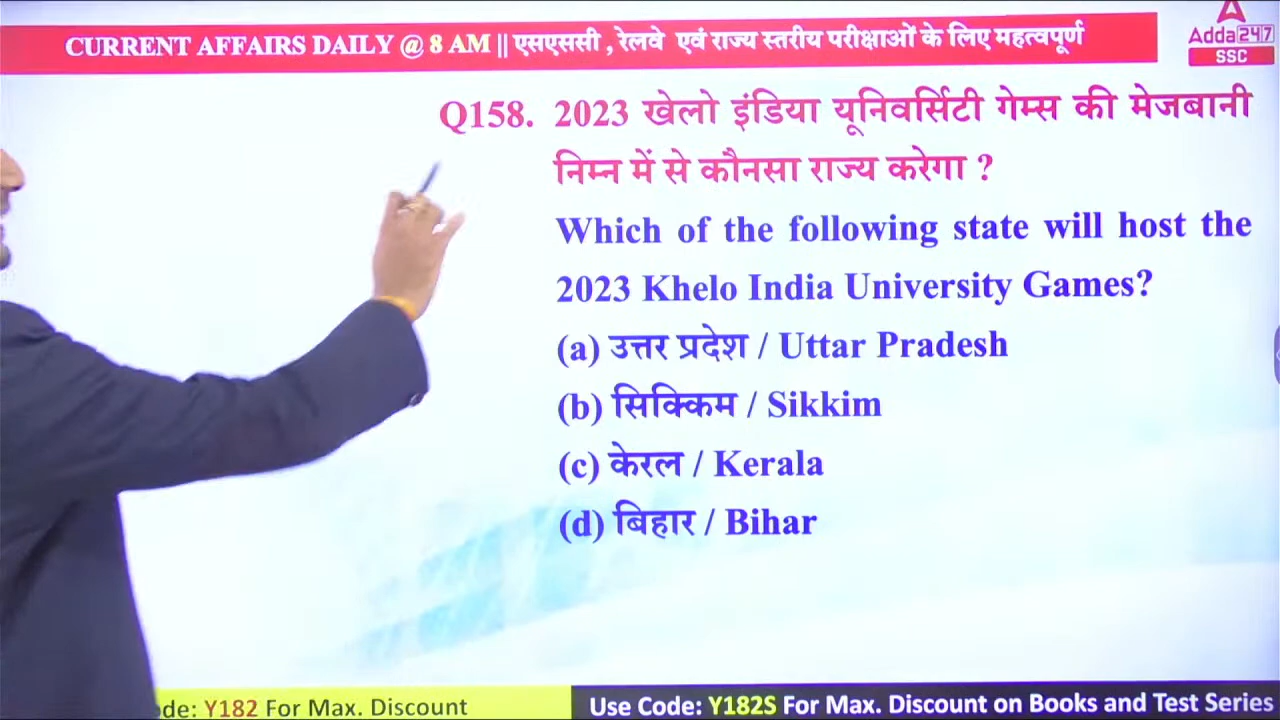 CURRENT AFFAIRS DAILY @ 8 AM || एसएससी , रेलवे एवं राज्य स्तरीय परीक्षाओं के लिए महत्वपूर्ण
Adda247
SSC
Q158. 2023 खेलो इंडिया यूनिवर्सिटी गेम्स की मेजबानी
निम्न में से कौनसा राज्य करेगा ?
Which of the following state will host the
2023 Khelo India University Games?
(a) उत्तर प्रदेश / Uttar Pradesh
(b) सिक्किम / Sikkim
(c) केरल / Kerala
(d) बिहार / Bihar
de: Y182 For Max. Discount
Use Code: Y182S For Max. Discount on Books and Test Series